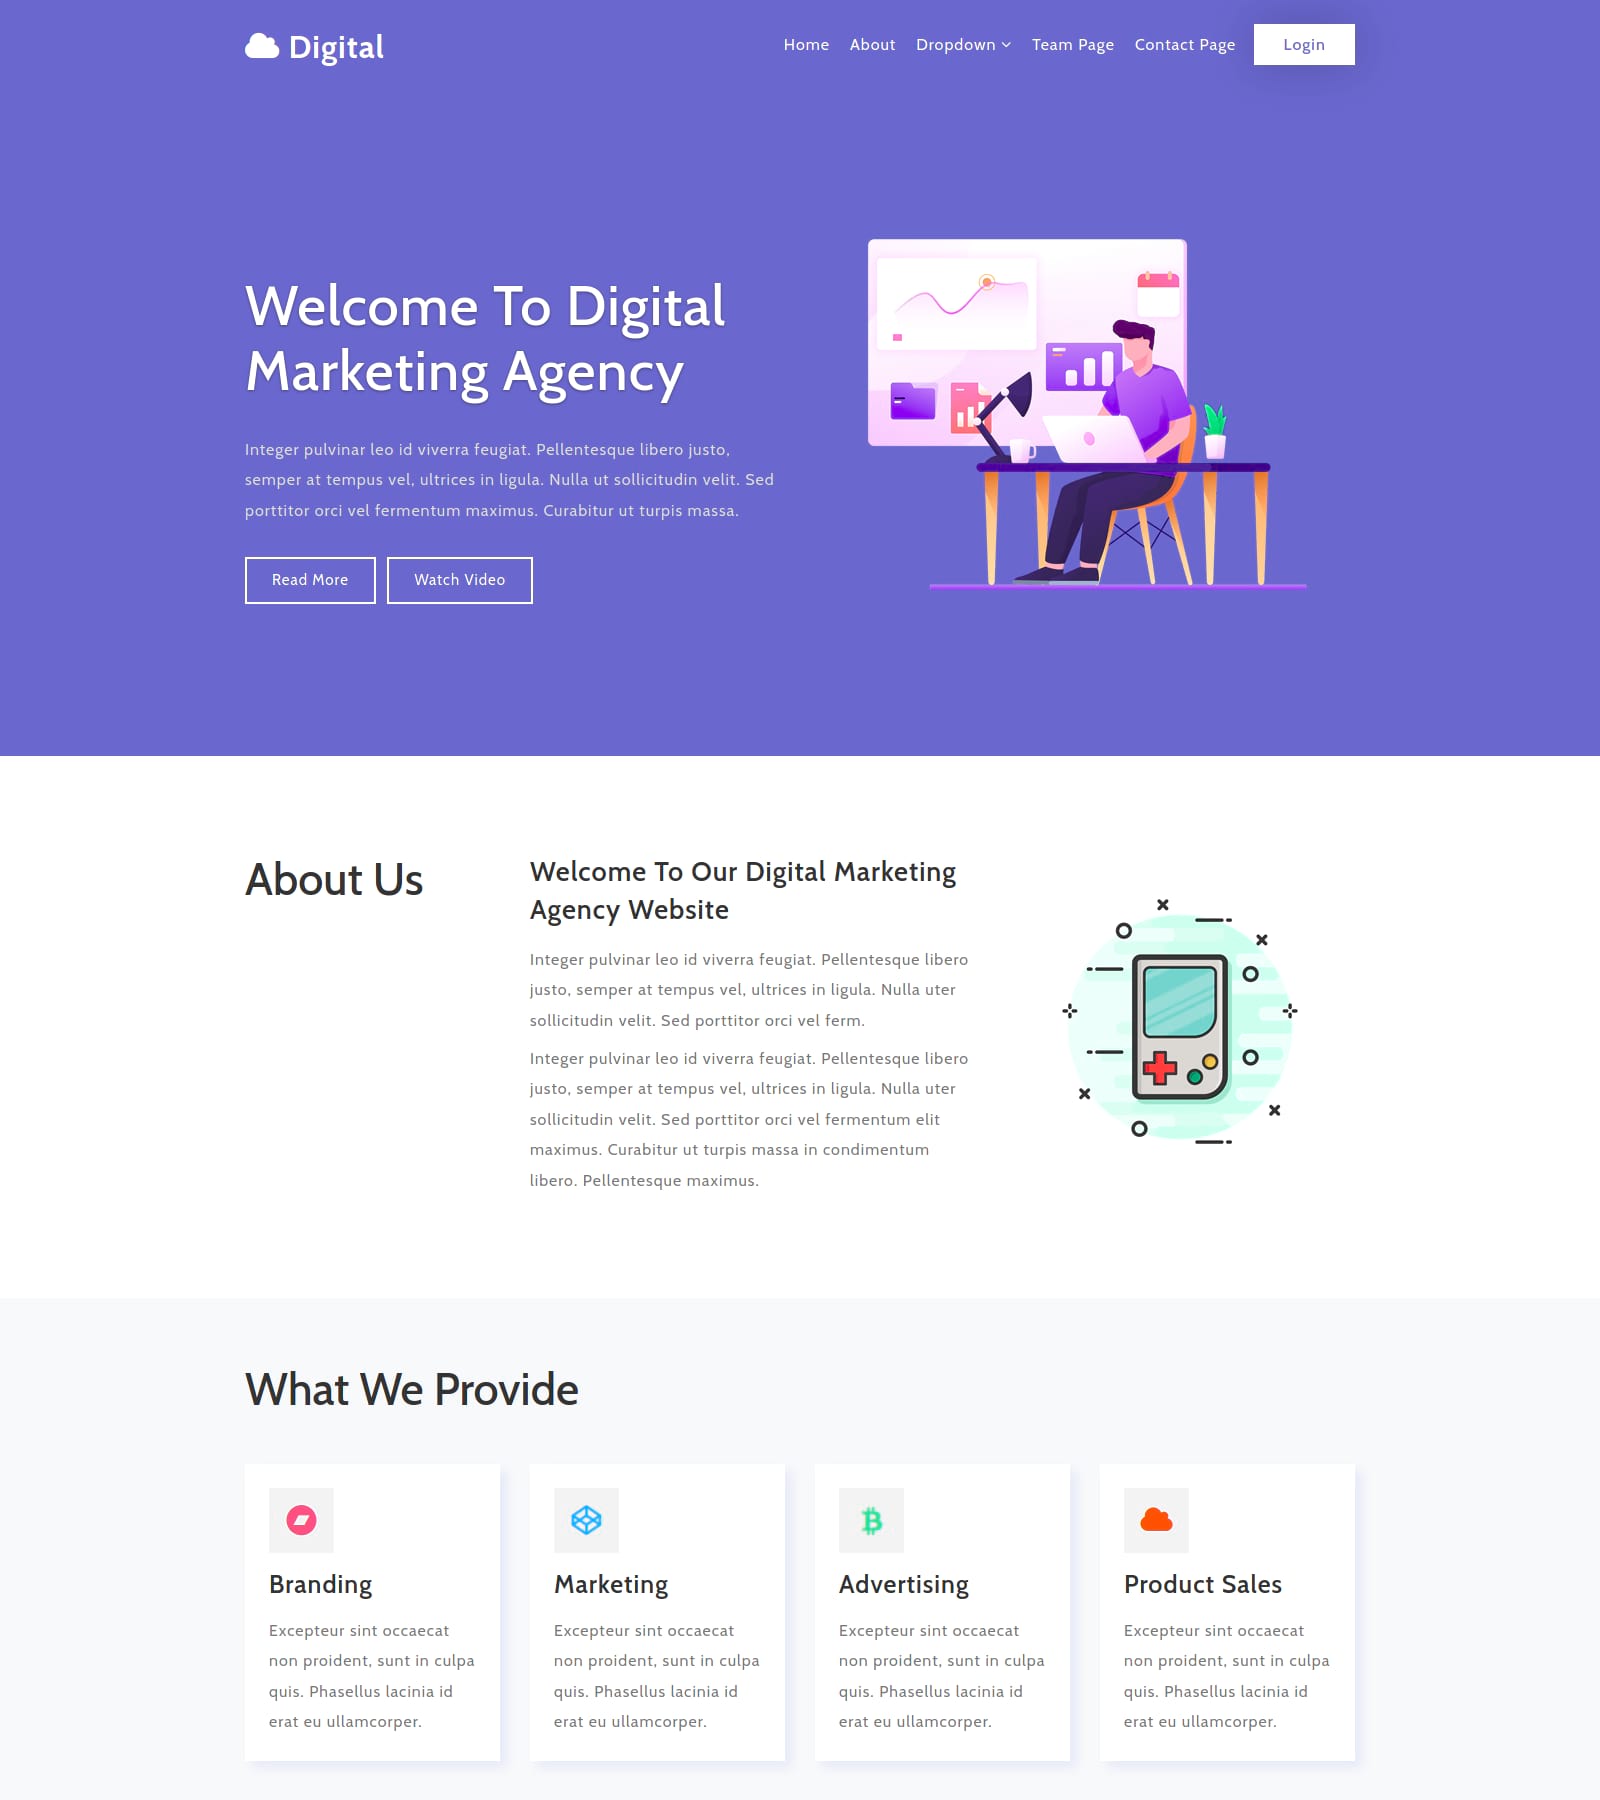 Digital
Home
About
Dropdown
Team Page
Contact Page
Login
Welcome To Digital
Marketing Agency
Integer pulvinar leo id viverra feugiat. Pellentesque libero justo,
semper at tempus vel, ultrices in ligula. Nulla ut sollicitudin velit. Sed
porttitor orci vel fermentum maximus. Curabitur ut turpis massa.
Read More
Watch Video
About Us
Welcome To Our Digital Marketing
Agency Website
Integer pulvinar leo id viverra feugiat. Pellentesque libero
justo, semper at tempus vel, ultrices in ligula. Nulla uter
sollicitudin velit. Sed porttitor orci vel ferm.
Integer pulvinar leo id viverra feugiat. Pellentesque libero
justo, semper at tempus vel, ultrices in ligula. Nulla uter
sollicitudin velit. Sed porttitor orci vel fermentum elit
maximus. Curabitur ut turpis massa in condimentum
libero. Pellentesque maximus.
What We Provide
Branding
Excepteur sint occaecat
non proident, sunt in culpa
quis. Phasellus lacinia id
erat eu ullamcorper.
Marketing
Excepteur sint occaecat
non proident, sunt in culpa
quis. Phasellus lacinia id
erat eu ullamcorper.
Advertising
Excepteur sint occaecat
non proident, sunt in culpa
quis. Phasellus lacinia id
erat eu ullamcorper.
Product Sales
Excepteur sint occaecat
non proident, sunt in culpa
quis. Phasellus lacinia id
erat eu ullamcorper.